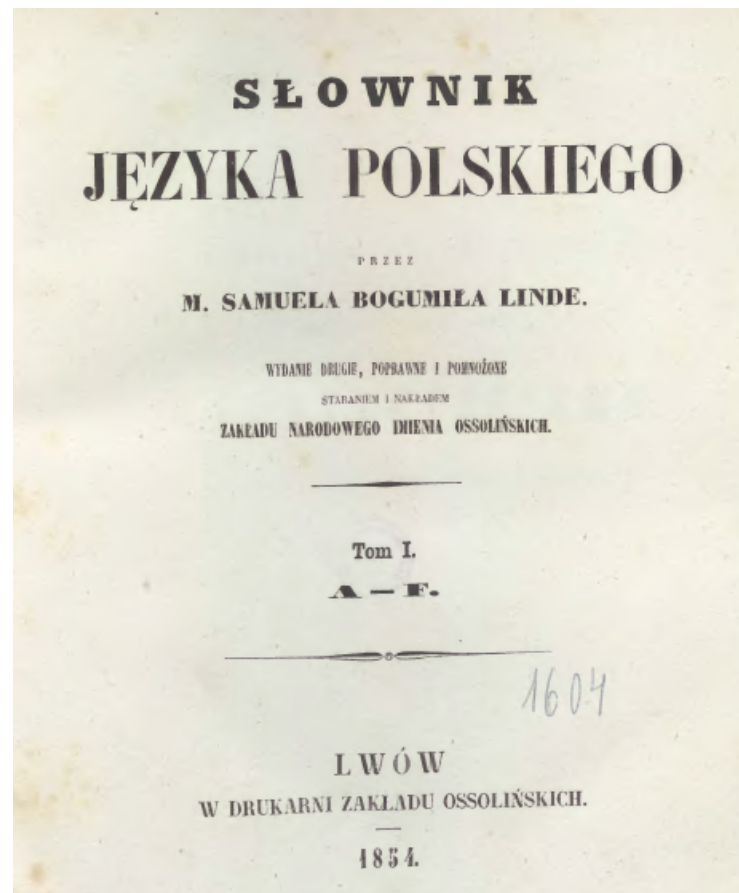 SŁOWNIK
JĘZYKA POLSKIEGO
PRZEZ
M. SAMUELA BOGUMIŁA LINDE.
WYDANIE DRUGIE, POPRAWNE I POMNOŻONE
STARANIEM I NAKŁADEM
ZAKŁADU NARODOWEGO IMIENIA OSSOLIŃSKICH.
Tom I.
A — F.
1604
LWÓW
W DRUKARNI ZAKŁADU OSSOLIŃSKICH.
1854.